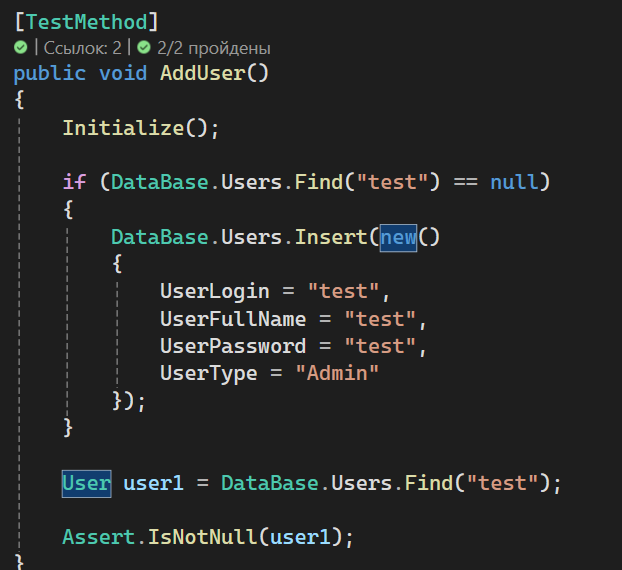 [TestMethod]
| Ссылок: 2 | 2/2 пройдены
public void AddUser()
{
Initialize();
if (DataBase.Users.Find("test") == null)
{
DataBase.Users.Insert(new()
{
UserLogin = "test",
UserFullName = "test",
UserPassword = "test",
UserType = "Admin"
});
}
User user1 = DataBase.Users.Find("test");
Assert.IsNotNull(user1);
}